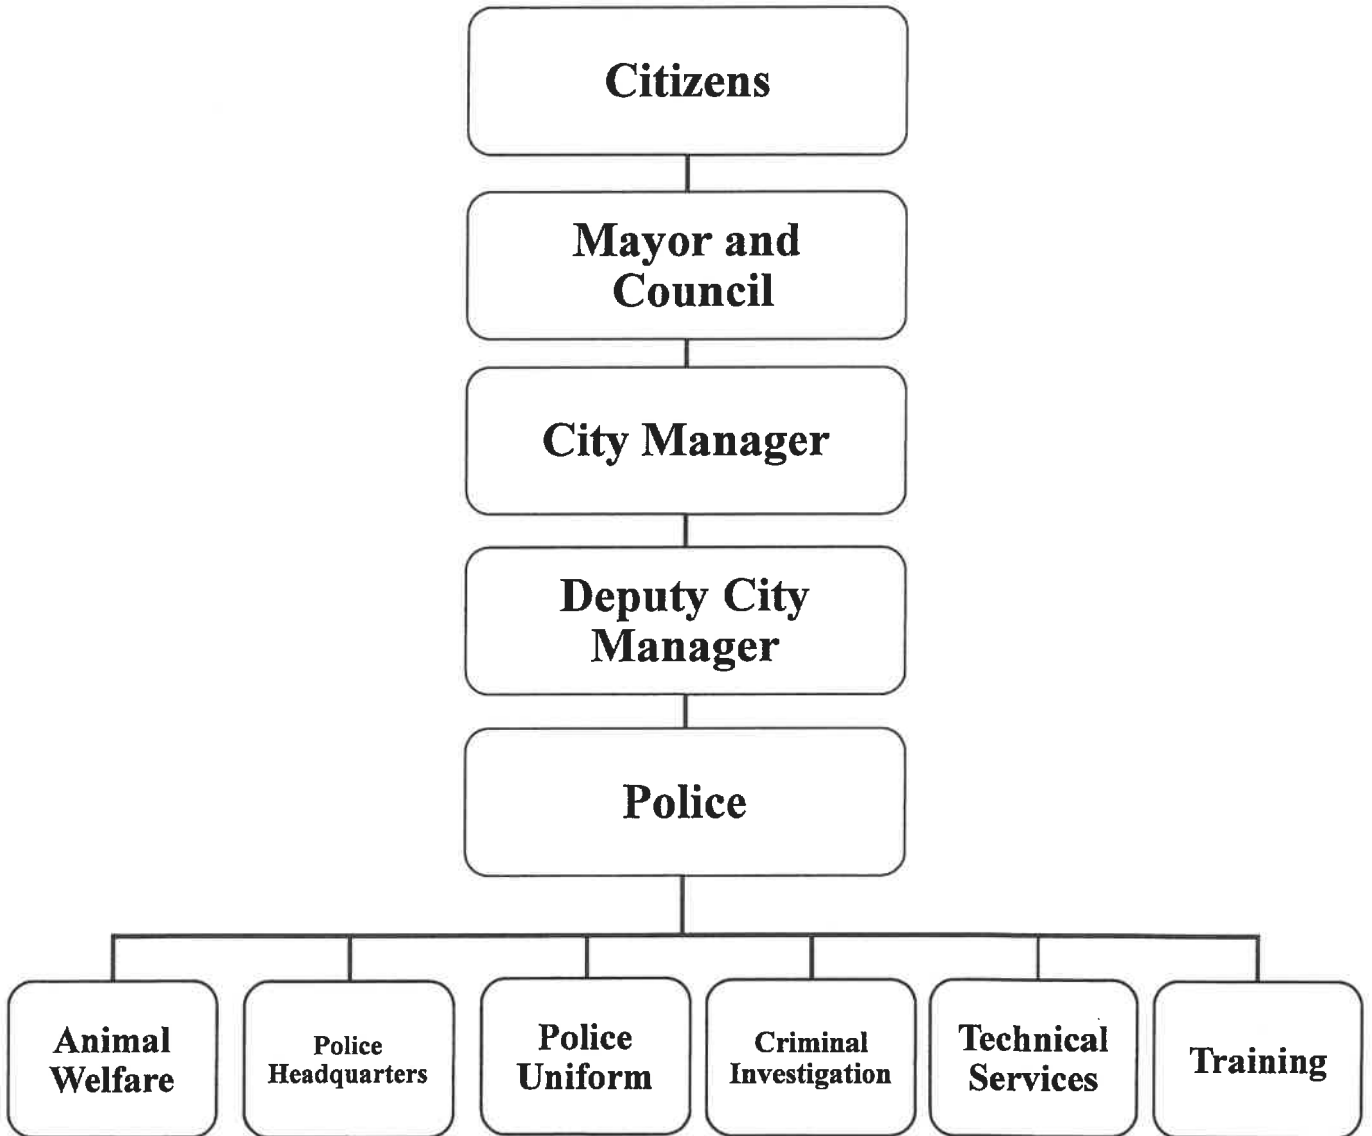 Citizens
Mayor and
Council
City Manager
Deputy City
Manager
Police
Animal
Welfare
Police
Headquarters
Police
Uniform
Criminal
Investigation
Technical
Services
Training